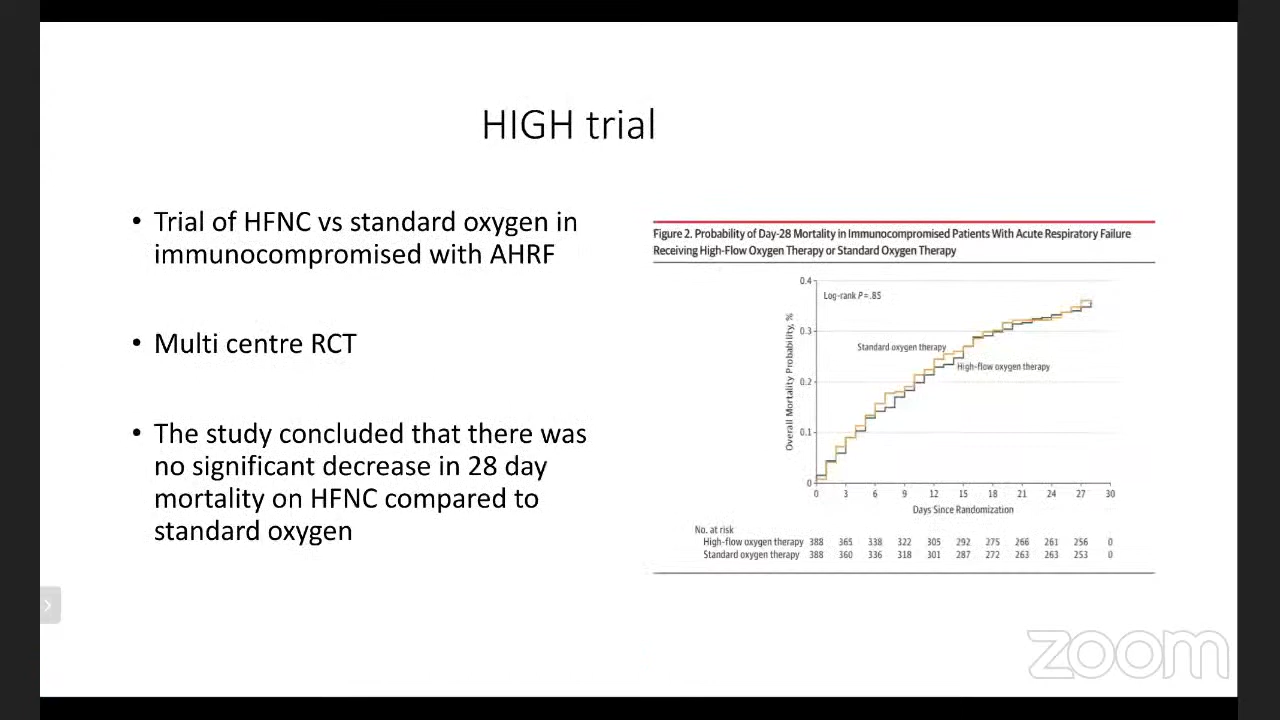 HIGH trial
• Trial of HFNC vs standard oxygen in
immunocompromised with AHRF
• Multi centre RCT
• The study concluded that there was
no significant decrease in 28 day
mortality on HFNC compared to
standard oxygen
Figure 2. Probability of Day-28 Mortality in Immunocompromised Patients With Acute Respiratory Failure
Receiving High-Flow Oxygen Therapy or Standard Oxygen Therapy
Overall Mortality Probability, %
0.4
0.3
0.2
0.1
0
Log-rank P = .85
Standard oxygen therapy
High-flow oxygen therapy
0 3 6 9 12 15 18 21 24 27 30
Days Since Randomization
No. at risk
High-flow oxygen therapy 388 365 338 322 305 292 275 266 261 256 0
Standard oxygen therapy 388 360 336 318 301 287 272 263 263 253 0
zoom